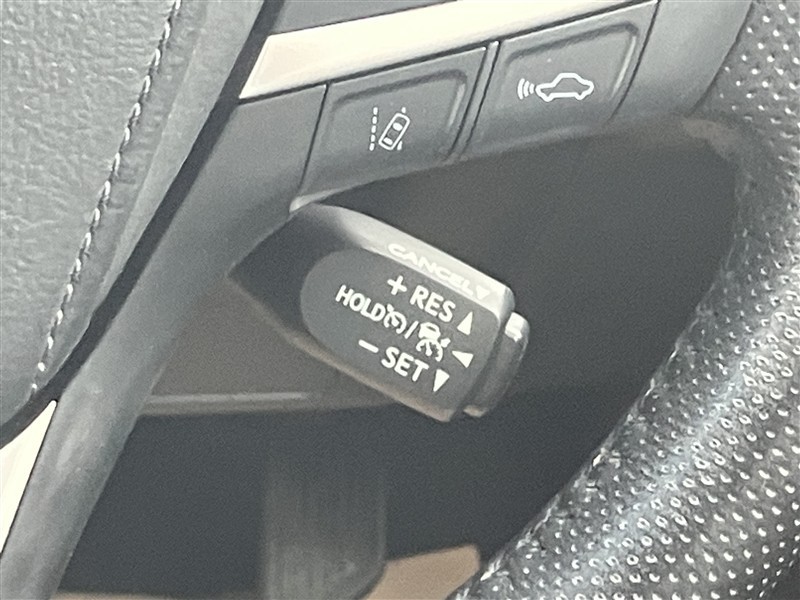 CANCEL▼
+ RES ▲
HOLD / ◀
− SET ▼